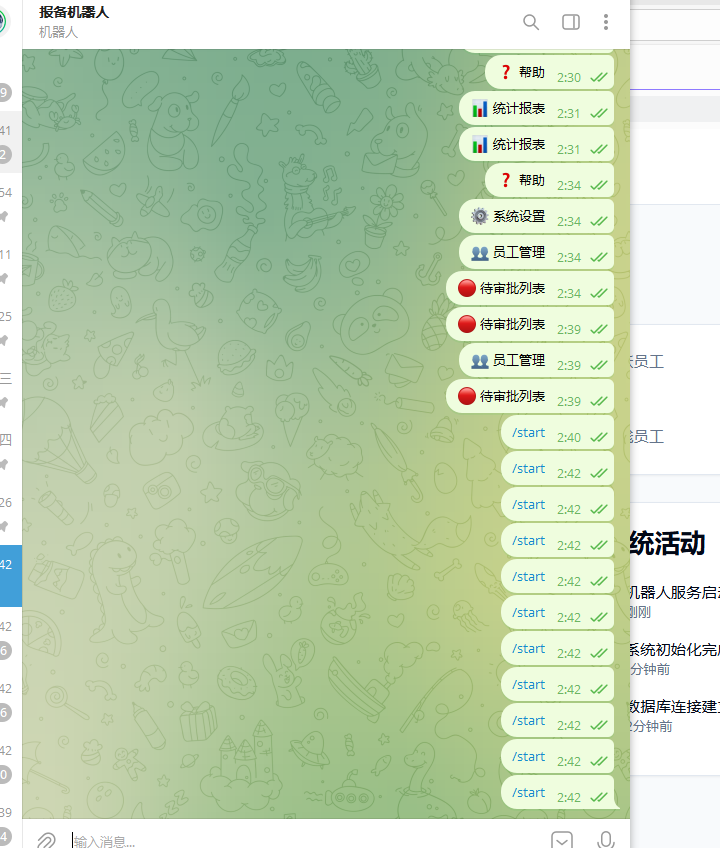 报备机器人
机器人
❓ 帮助 2:30
📊 统计报表 2:31
📊 统计报表 2:31
❓ 帮助 2:34
⚙️ 系统设置 2:34
👥 员工管理 2:34
🔴 待审批列表 2:34
🔴 待审批列表 2:39
👥 员工管理 2:39
🔴 待审批列表 2:39
/start 2:40
/start 2:42
/start 2:42
/start 2:42
/start 2:42
/start 2:42
/start 2:42
/start 2:42
/start 2:42
/start 2:42
/start 2:42
输入消息...
9
41
2
54
11
25
三
四
26
42
42
6
42
6
42
0
39
4
员工
员工
统活动
机器人服务启动
刚刚
系统初始化完成
分钟前
数据库连接建立
2分钟前